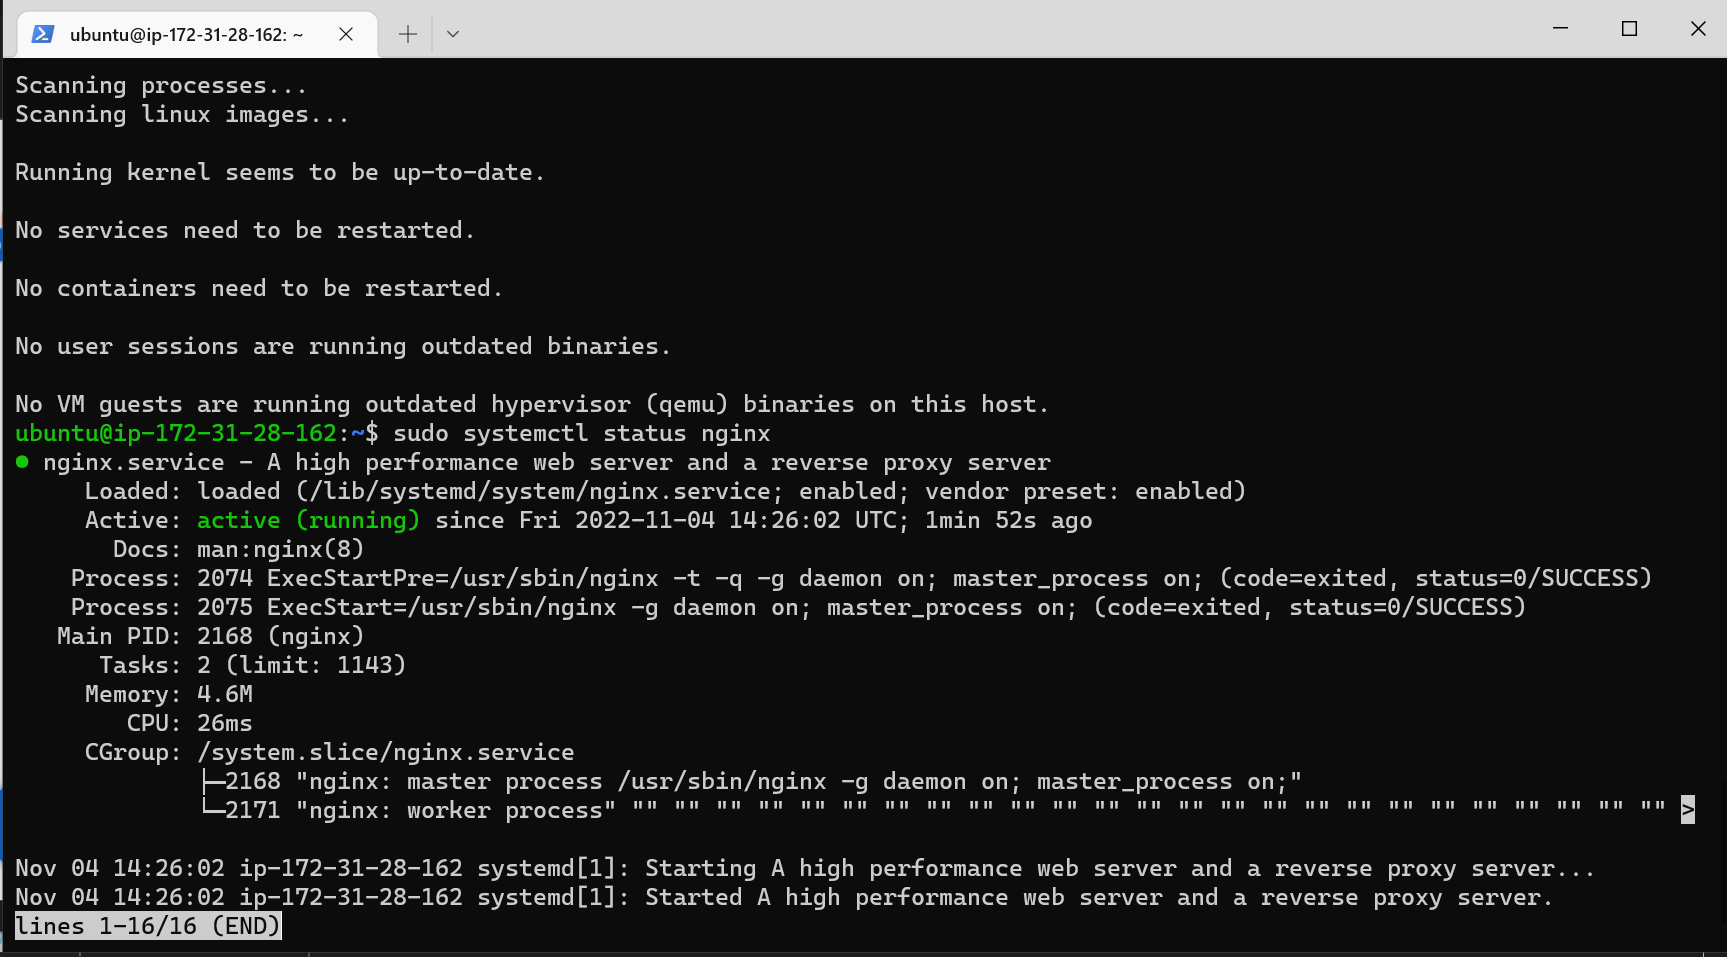 ubuntu@ip-172-31-28-162: ~
Scanning processes...
Scanning linux images...
Running kernel seems to be up-to-date.
No services need to be restarted.
No containers need to be restarted.
No user sessions are running outdated binaries.
No VM guests are running outdated hypervisor (qemu) binaries on this host.
ubuntu@ip-172-31-28-162:~$ sudo systemctl status nginx
● nginx.service - A high performance web server and a reverse proxy server
     Loaded: loaded (/lib/systemd/system/nginx.service; enabled; vendor preset: enabled)
     Active: active (running) since Fri 2022-11-04 14:26:02 UTC; 1min 52s ago
       Docs: man:nginx(8)
    Process: 2074 ExecStartPre=/usr/sbin/nginx -t -q -g daemon on; master_process on; (code=exited, status=0/SUCCESS)
    Process: 2075 ExecStart=/usr/sbin/nginx -g daemon on; master_process on; (code=exited, status=0/SUCCESS)
   Main PID: 2168 (nginx)
      Tasks: 2 (limit: 1143)
     Memory: 4.6M
        CPU: 26ms
     CGroup: /system.slice/nginx.service
             ├─2168 "nginx: master process /usr/sbin/nginx -g daemon on; master_process on;"
             └─2171 "nginx: worker process" "" "" "" "" "" "" "" "" "" "" "" "" "" "" "" "" "" "" "" "" "" "" "" "" "" >
Nov 04 14:26:02 ip-172-31-28-162 systemd[1]: Starting A high performance web server and a reverse proxy server...
Nov 04 14:26:02 ip-172-31-28-162 systemd[1]: Started A high performance web server and a reverse proxy server.
lines 1-16/16 (END)